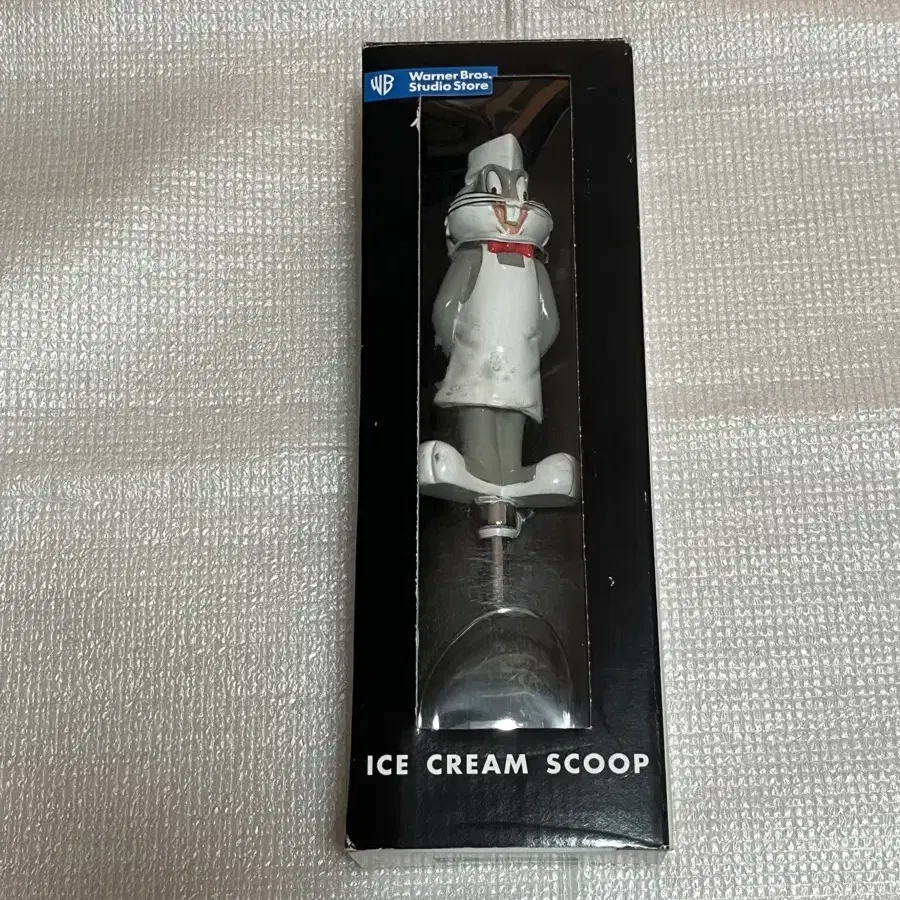 WB
Warner Bros.
Studio Store
ICE CREAM SCOOP